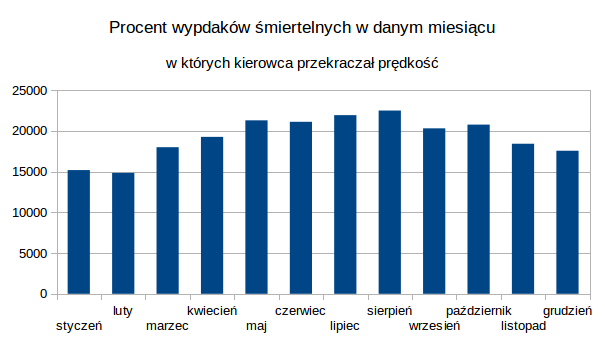 Procent wypdaków śmiertelnych w danym miesiącu
w których kierowca przekraczał prędkość
25000
20000
15000
10000
5000
0
styczeń
luty
marzec
kwiecień
maj
czerwiec
lipiec
sierpień
wrzesień
październik
listopad
grudzień